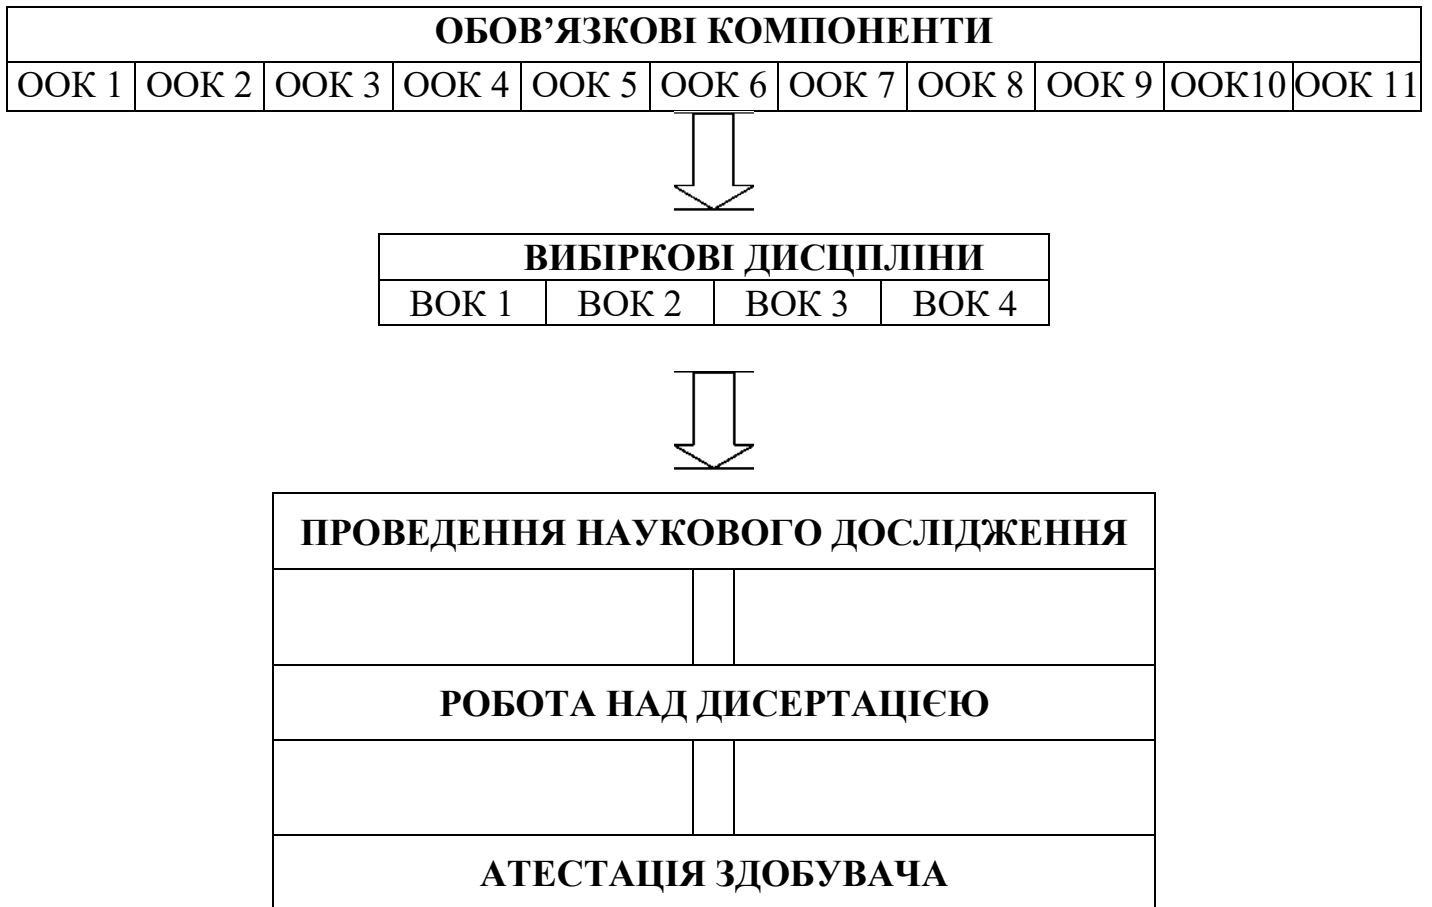 ОБОВ’ЯЗКОВІ КОМПОНЕНТИ
ООК 1 ООК 2 ООК 3 ООК 4 ООК 5 ООК 6 ООК 7 ООК 8 ООК 9 ООК10 ООК 11
ВИБІРКОВІ ДИСЦПЛІНИ
ВОК 1 ВОК 2 ВОК 3 ВОК 4
ПРОВЕДЕННЯ НАУКОВОГО ДОСЛІДЖЕННЯ
РОБОТА НАД ДИСЕРТАЦІЄЮ
АТЕСТАЦІЯ ЗДОБУВАЧА